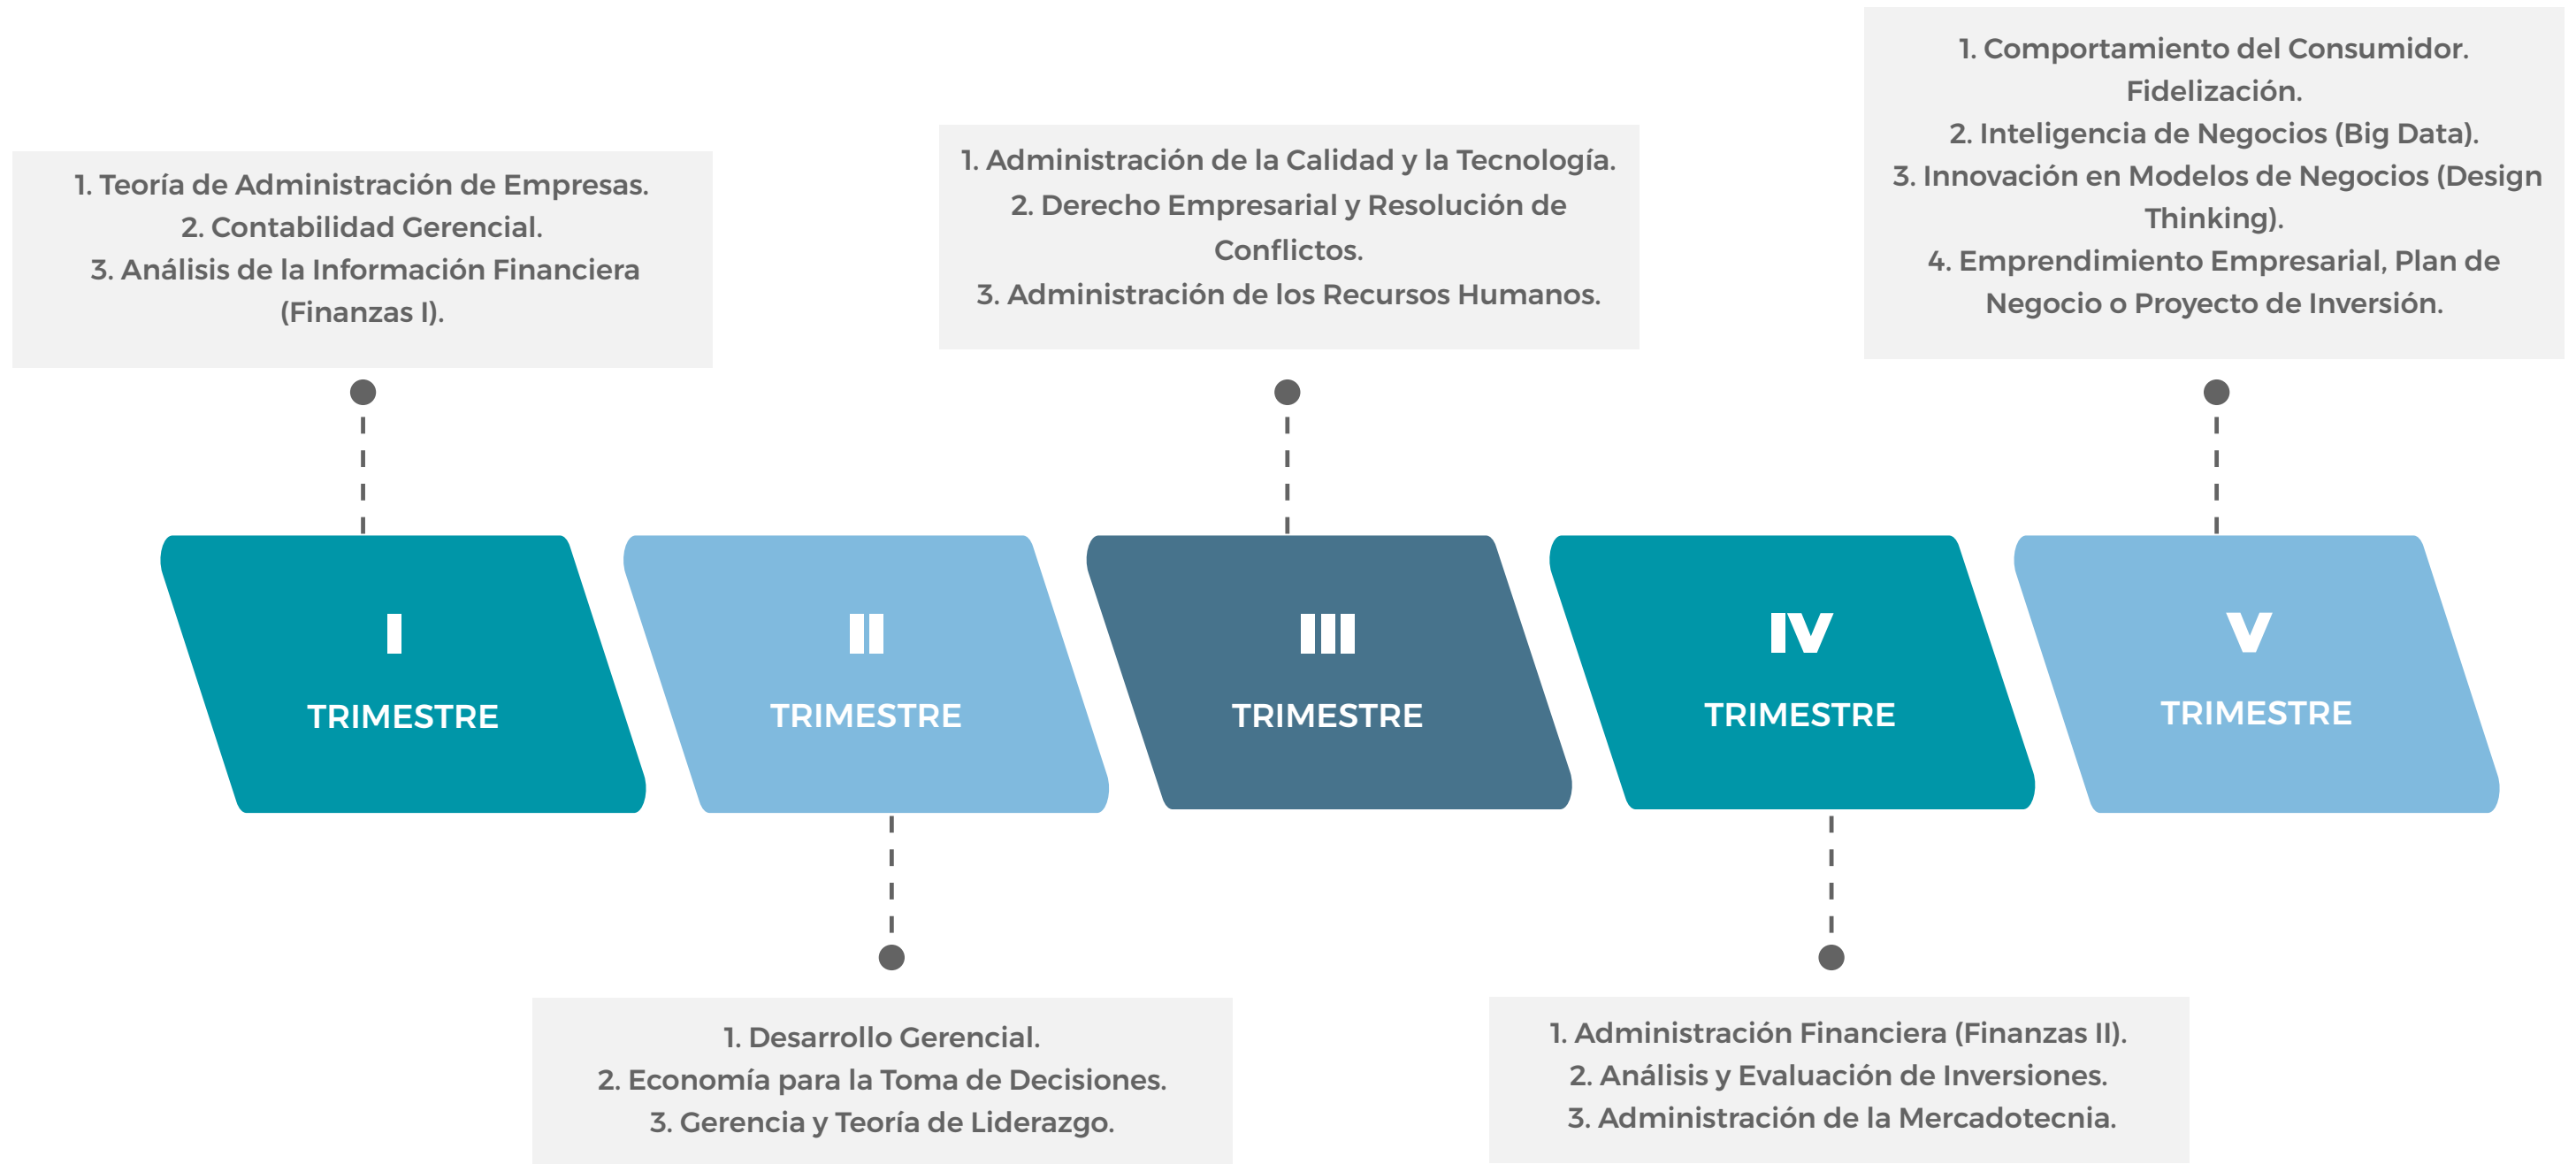 1. Teoría de Administración de Empresas.
2. Contabilidad Gerencial.
3. Análisis de la Información Financiera
(Finanzas I).
1. Administración de la Calidad y la Tecnología.
2. Derecho Empresarial y Resolución de
Conflictos.
3. Administración de los Recursos Humanos.
1. Comportamiento del Consumidor.
Fidelización.
2. Inteligencia de Negocios (Big Data).
3. Innovación en Modelos de Negocios (Design
Thinking).
4. Emprendimiento Empresarial, Plan de
Negocio o Proyecto de Inversión.
I
TRIMESTRE
II
TRIMESTRE
III
TRIMESTRE
IV
TRIMESTRE
V
TRIMESTRE
1. Desarrollo Gerencial.
2. Economía para la Toma de Decisiones.
3. Gerencia y Teoría de Liderazgo.
1. Administración Financiera (Finanzas II).
2. Análisis y Evaluación de Inversiones.
3. Administración de la Mercadotecnia.